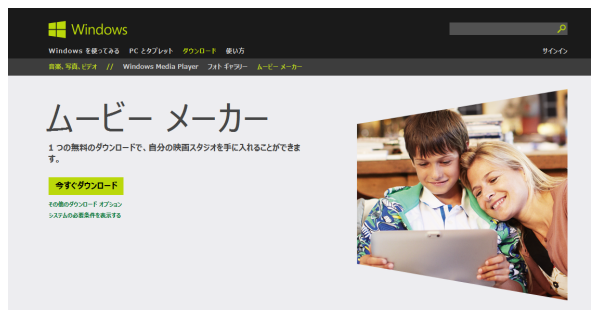 Windows
Windows を使ってみる PC とタブレット ダウンロード 使い方 サインイン
音楽、写真、ビデオ // Windows Media Player フォト ギャラリー ムービー メーカー
ムービー メーカー
1 つの無料のダウンロードで、自分の映画スタジオを手に入れることができま
す。
今すぐダウンロード
その他のダウンロード オプション
システムの必要条件を表示する